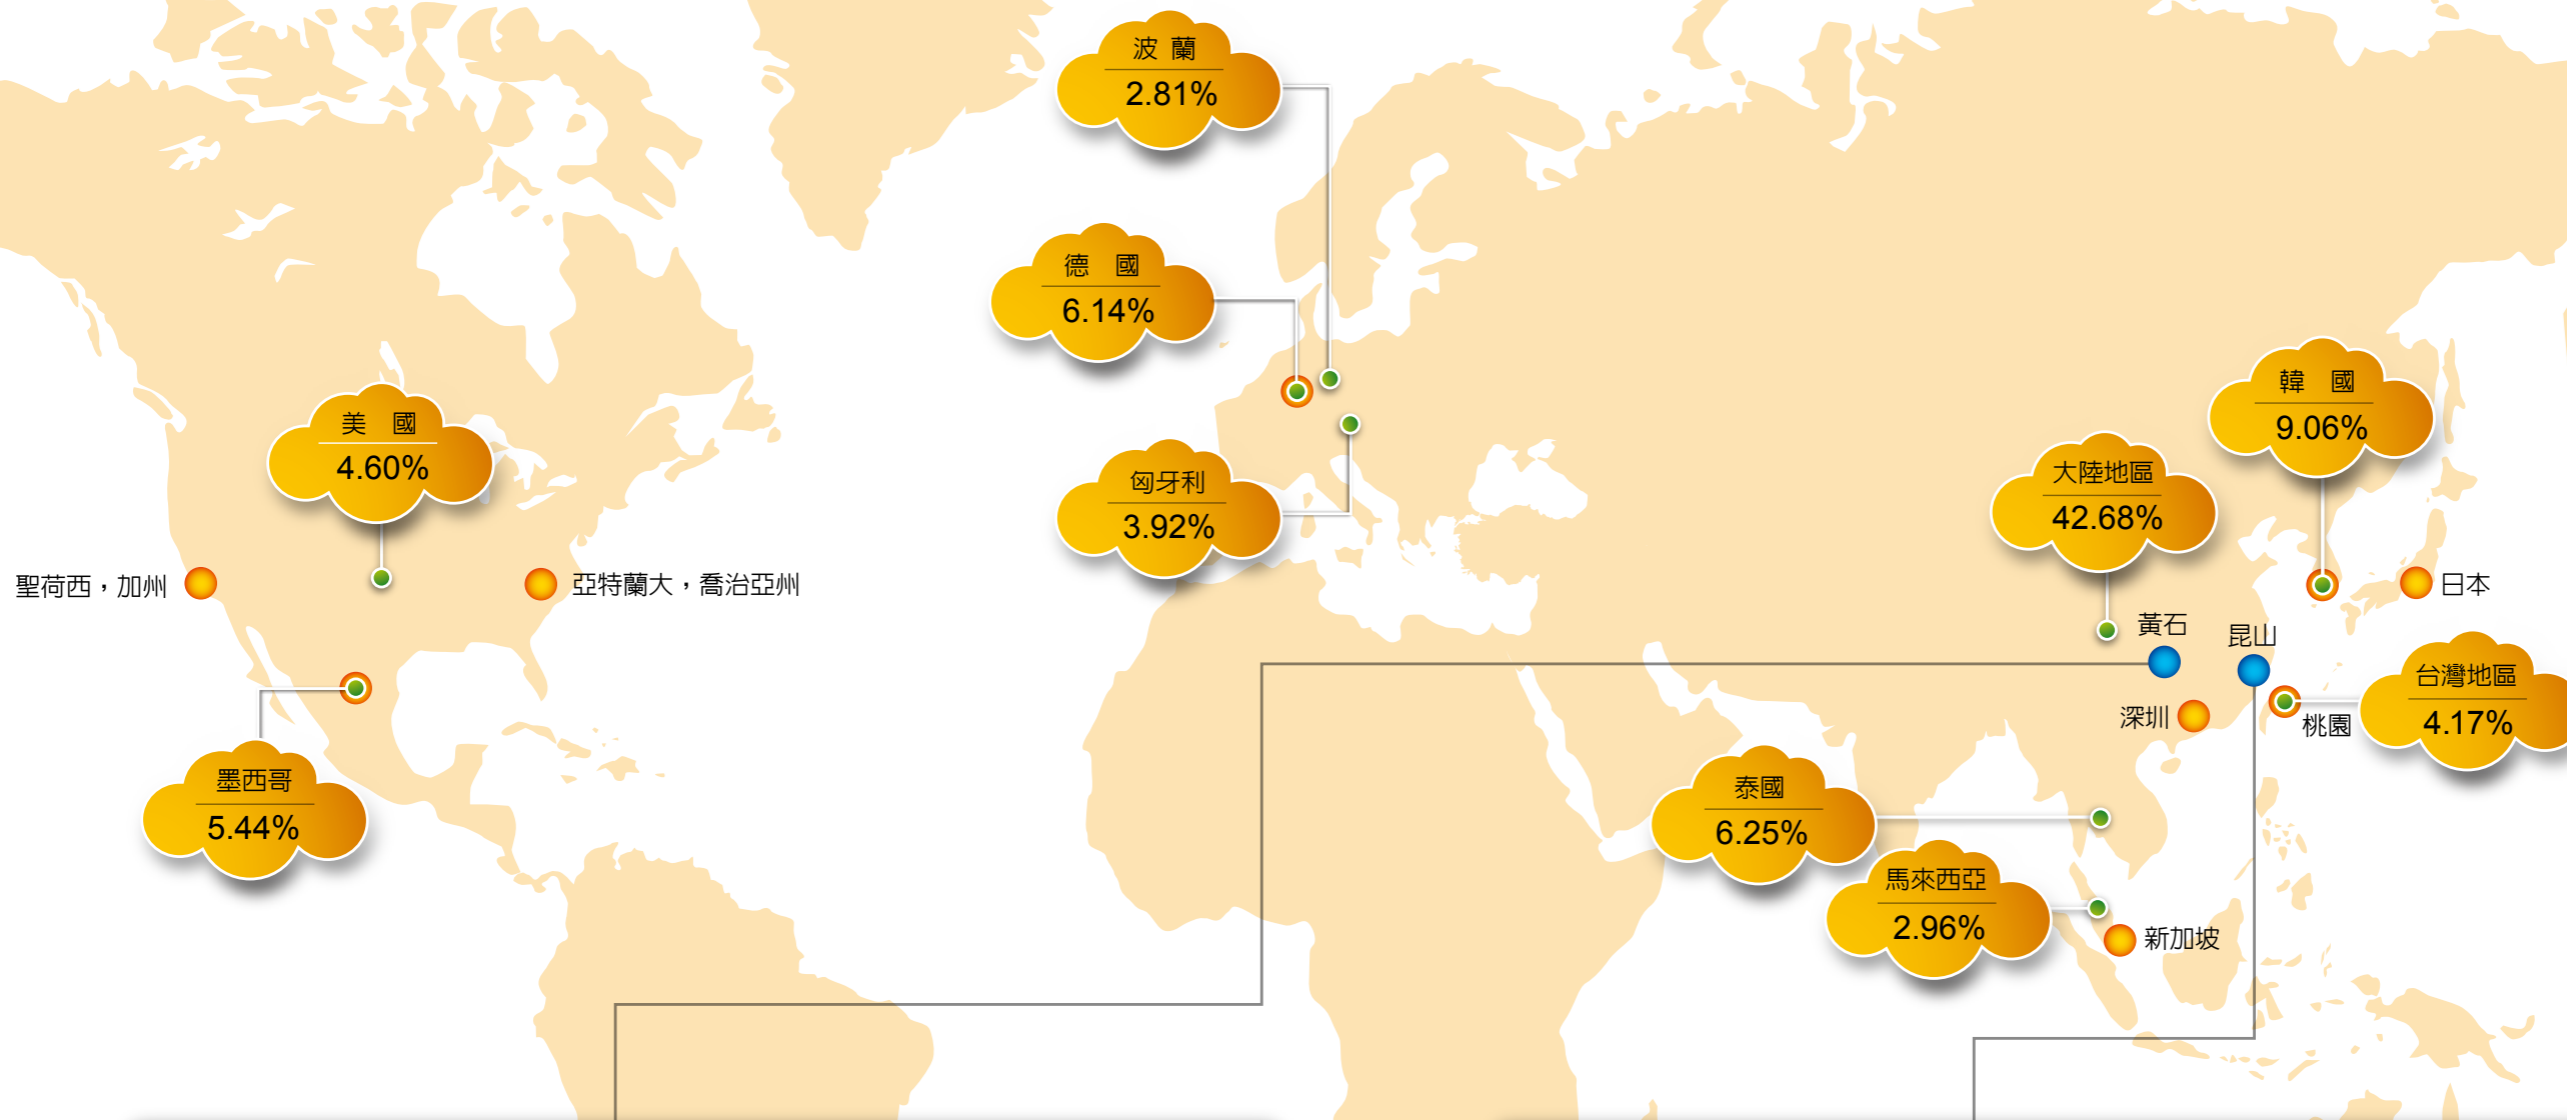 波 蘭
2.81%
德 國
6.14%
韓 國
9.06%
美 國
4.60%
匈牙利
3.92%
大陸地區
42.68%
聖荷西，加州
亞特蘭大，喬治亞州
日本
黃石
昆山
台灣地區
4.17%
深圳
桃園
墨西哥
5.44%
泰國
6.25%
馬來西亞
2.96%
新加坡